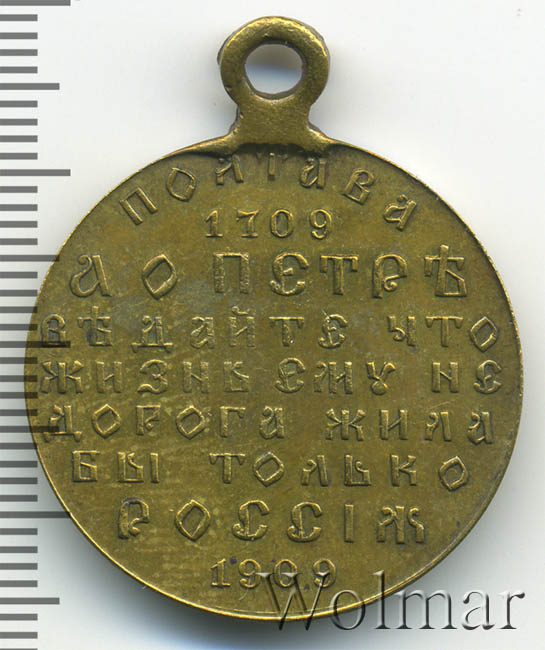 ПОЛТАВА
1709
А О ПЕТРѢ
ВѢДАЙТЕ ЧТО
ЖИЗНЬ ЕМУ НЕ
ДОРОГА ЖИЛА
БЫ ТОЛЬКО
РОССІЯ
1909
Wolmar